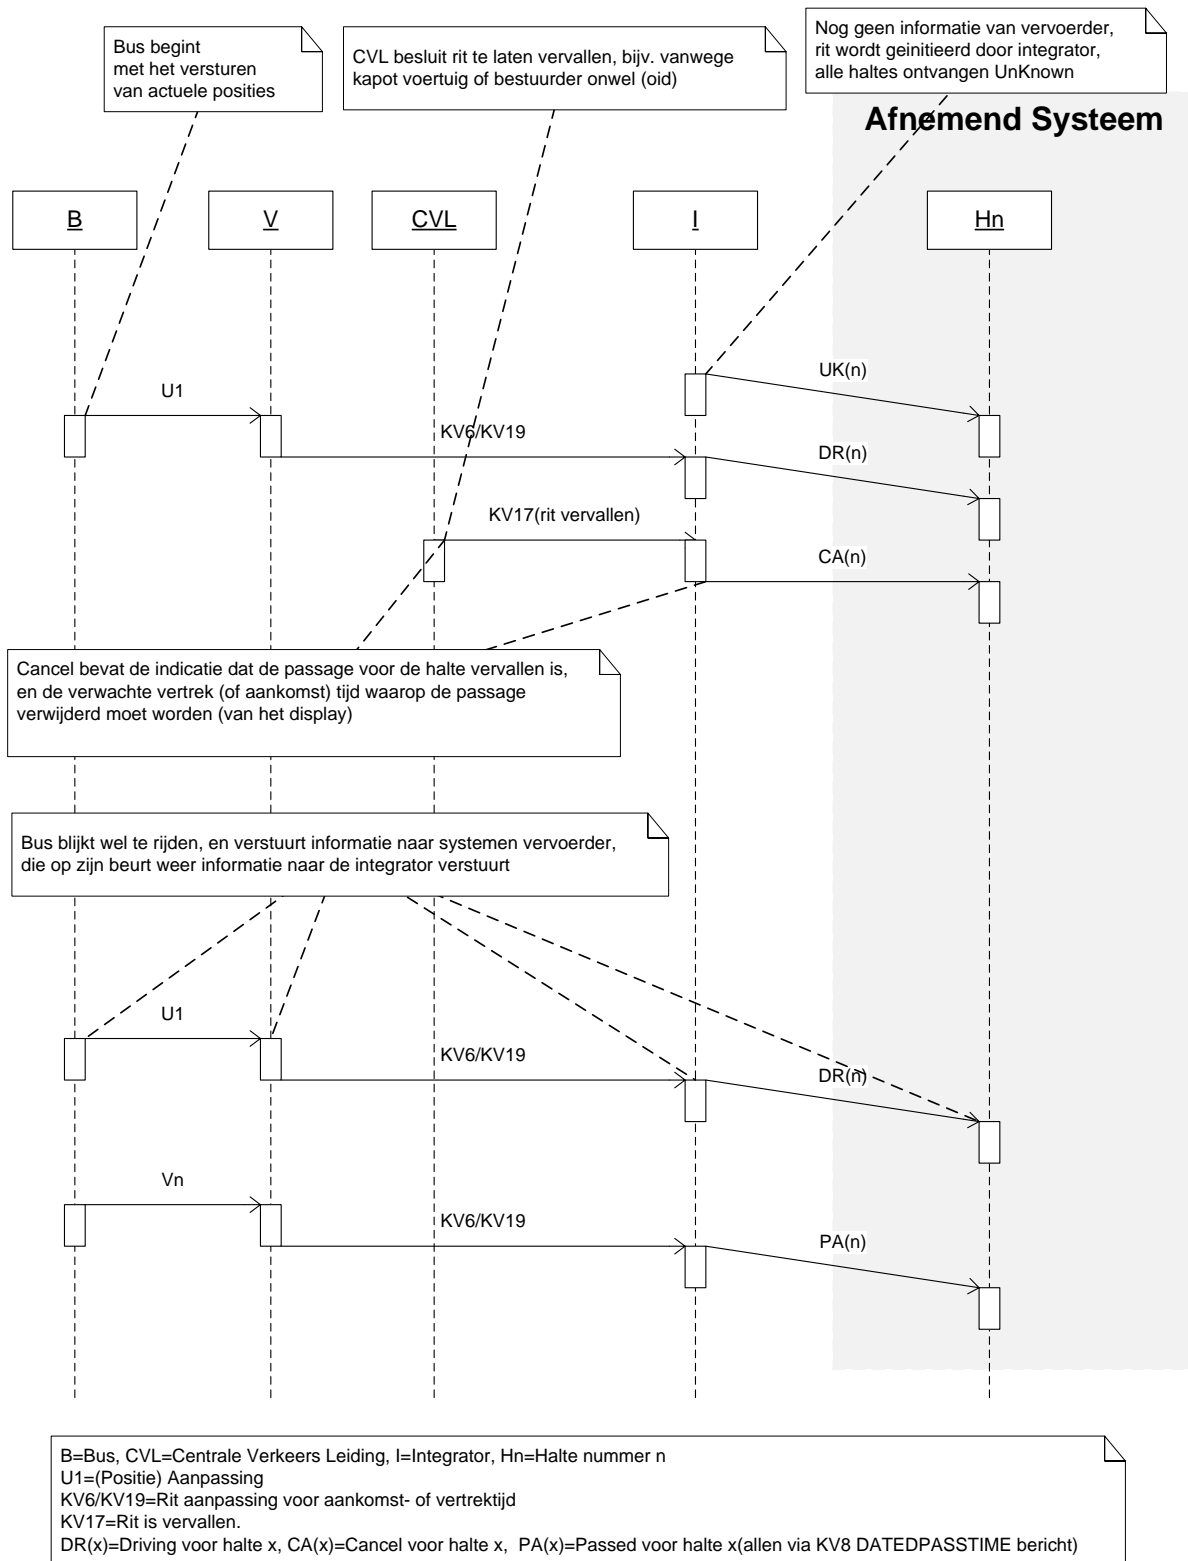 Bus begint
met het versturen
van actuele posities
CVL besluit rit te laten vervallen, bijv. vanwege
kapot voertuig of bestuurder onwel (oid)
Nog geen informatie van vervoerder,
rit wordt geinitieerd door integrator,
alle haltes ontvangen UnKnown
Afnemend Systeem
B
V
CVL
I
Hn
UK(n)
U1
KV6/KV19
DR(n)
KV17(rit vervallen)
CA(n)
Cancel bevat de indicatie dat de passage voor de halte vervallen is,
en de verwachte vertrek (of aankomst) tijd waarop de passage
verwijderd moet worden (van het display)
Bus blijkt wel te rijden, en verstuurt informatie naar systemen vervoerder,
die op zijn beurt weer informatie naar de integrator verstuurt
U1
KV6/KV19
DR(n)
Vn
KV6/KV19
PA(n)
B=Bus, CVL=Centrale Verkeers Leiding, I=Integrator, Hn=Halte nummer n
U1=(Positie) Aanpassing
KV6/KV19=Rit aanpassing voor aankomst- of vertrektijd
KV17=Rit is vervallen.
DR(x)=Driving voor halte x, CA(x)=Cancel voor halte x, PA(x)=Passed voor halte x(allen via KV8 DATEDPASSTIME bericht)